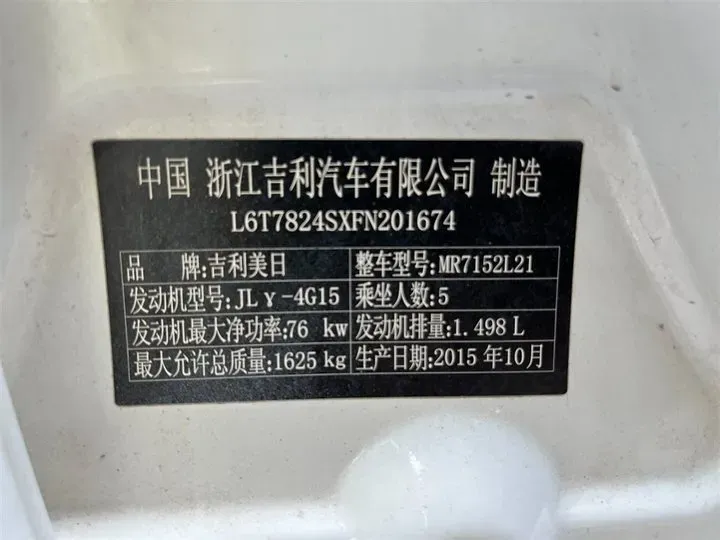 中国 浙江吉利汽车有限公司 制造
L6T7824SXFN201674
品 牌:吉利美日 整车型号:MR7152L21
发动机型号:JLγ-4G15 乘坐人数:5
发动机最大净功率:76 kw 发动机排量:1.498 L
最大允许总质量:1625 kg 生产日期:2015 年10月